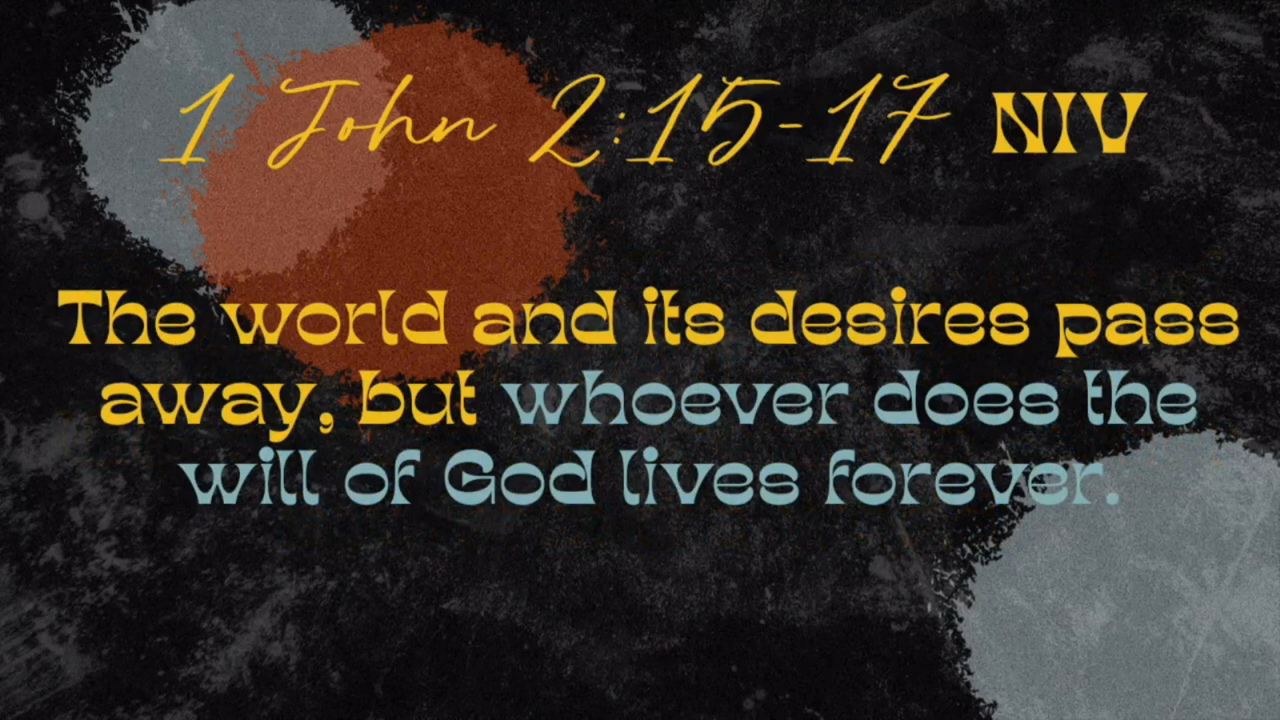 1 John 2:15-17 NIV
The world and its desires pass
away, but whoever does the
will of God lives forever.